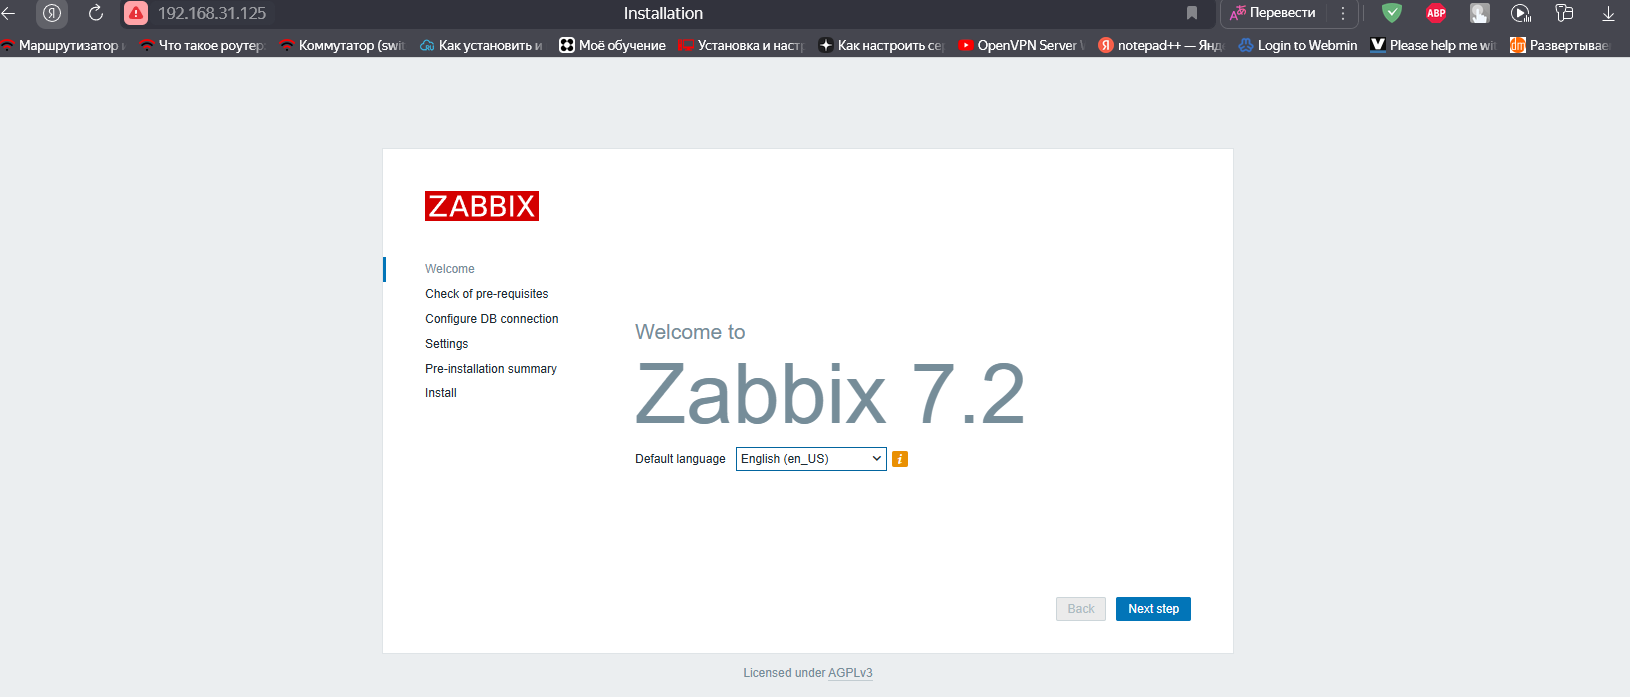 Я 192.168.31.125 Installation Перевести ABP
Маршрутизатор Что такое роутер: Коммутатор (swit Как установить и Моё обучение Установка и наст Как настроить се OpenVPN Server Я notepad++ — Янд Login to Webmin Please help me wi dm Развертывае
ZABBIX
Welcome
Check of pre-requisites
Configure DB connection
Settings
Pre-installation summary
Install
Welcome to
Zabbix 7.2
Default language English (en_US) i
Back Next step
Licensed under AGPLv3